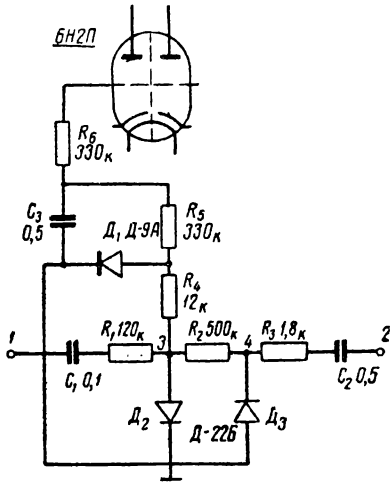 6Н2П
R6
330к
C3
0,5
Д1 Д-9А
R5
330к
R4
12к
1
R1 120к
3
R2 500к
4
R3 1,8к
2
C1 0,1
C2 0,5
Д2
Д-22Б
Д3